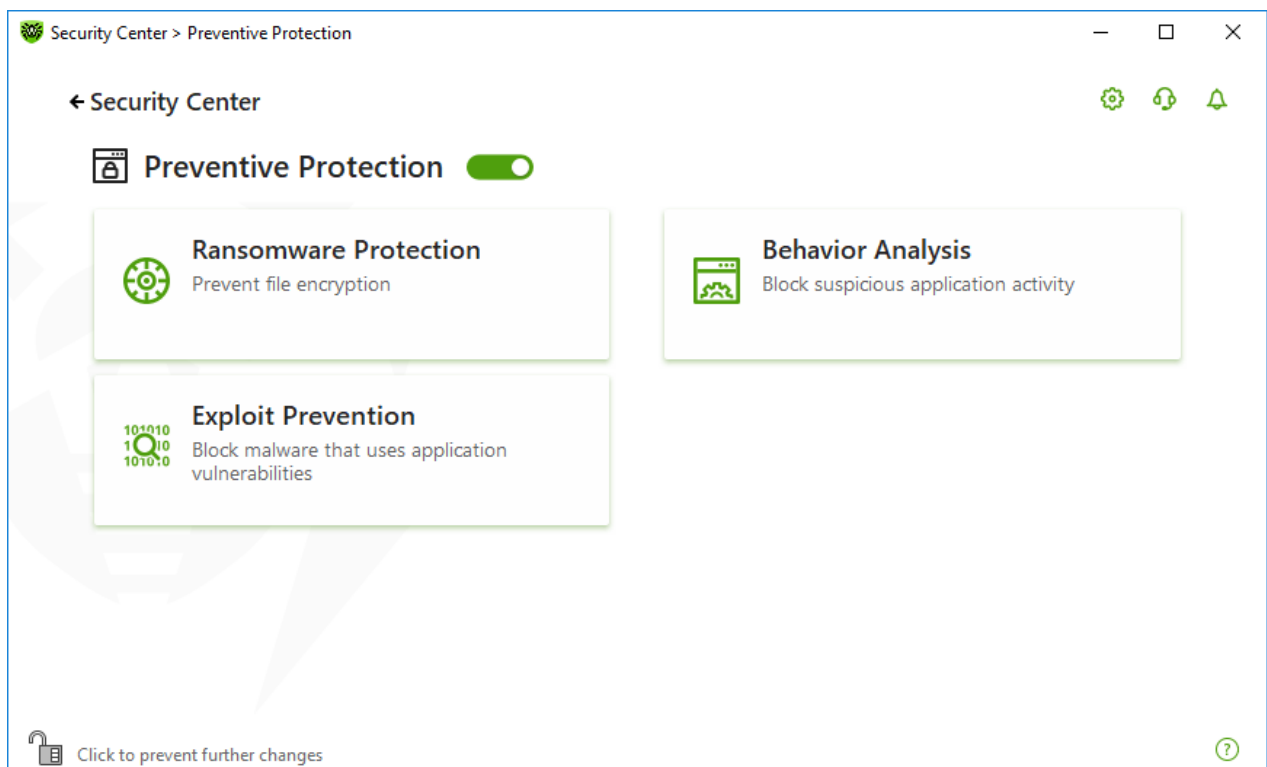 Security Center > Preventive Protection
Security Center
Preventive Protection
Ransomware Protection
Prevent file encryption
Behavior Analysis
Block suspicious application activity
101010
Exploit Prevention
Block malware that uses application
vulnerabilities
Click to prevent further changes
?